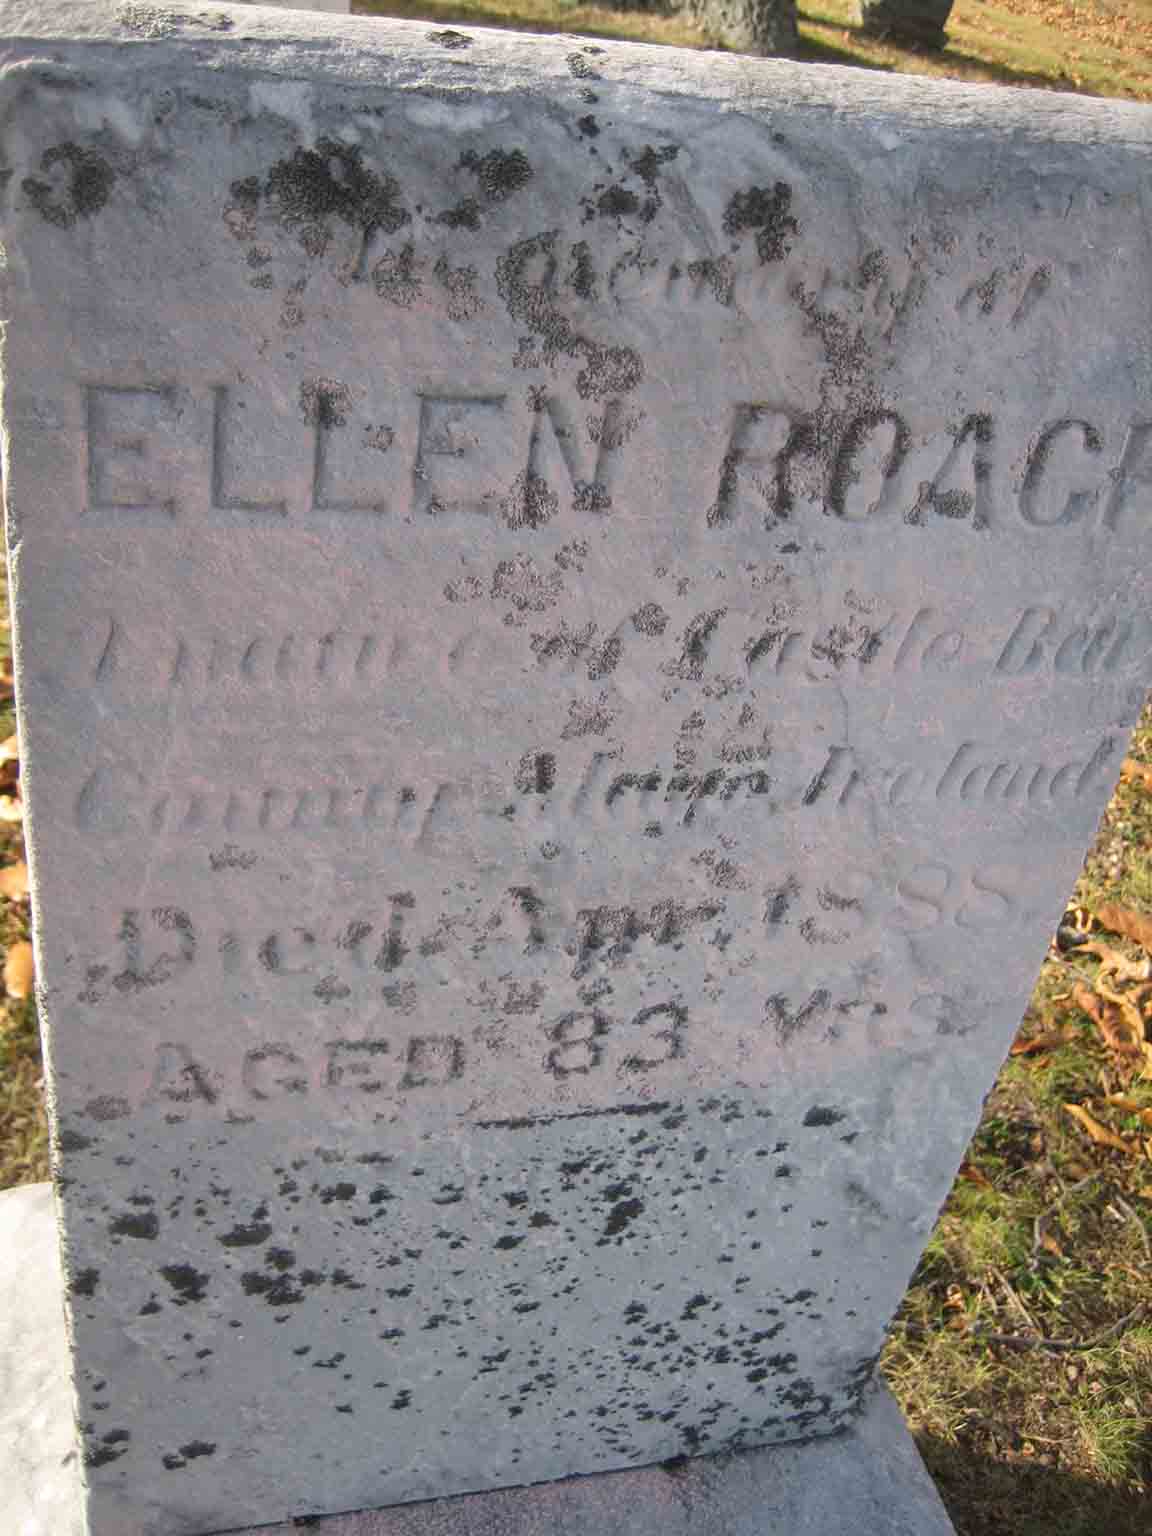 In memory of
ELLEN ROACH
A native of Castle Bar
County Mayo, Ireland
Died Apr. 1888
AGED 83 Yrs